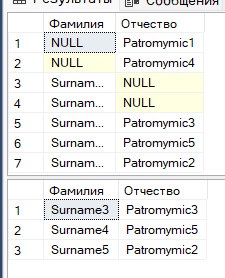 Результаты Сообщения
Фамилия Отчество
1 NULL Patromymic1
2 NULL Patromymic4
3 Surnam... NULL
4 Surnam... NULL
5 Surnam... Patromymic3
6 Surnam... Patromymic5
7 Surnam... Patromymic2
Фамилия Отчество
1 Surname3 Patromymic3
2 Surname4 Patromymic5
3 Surname5 Patromymic2